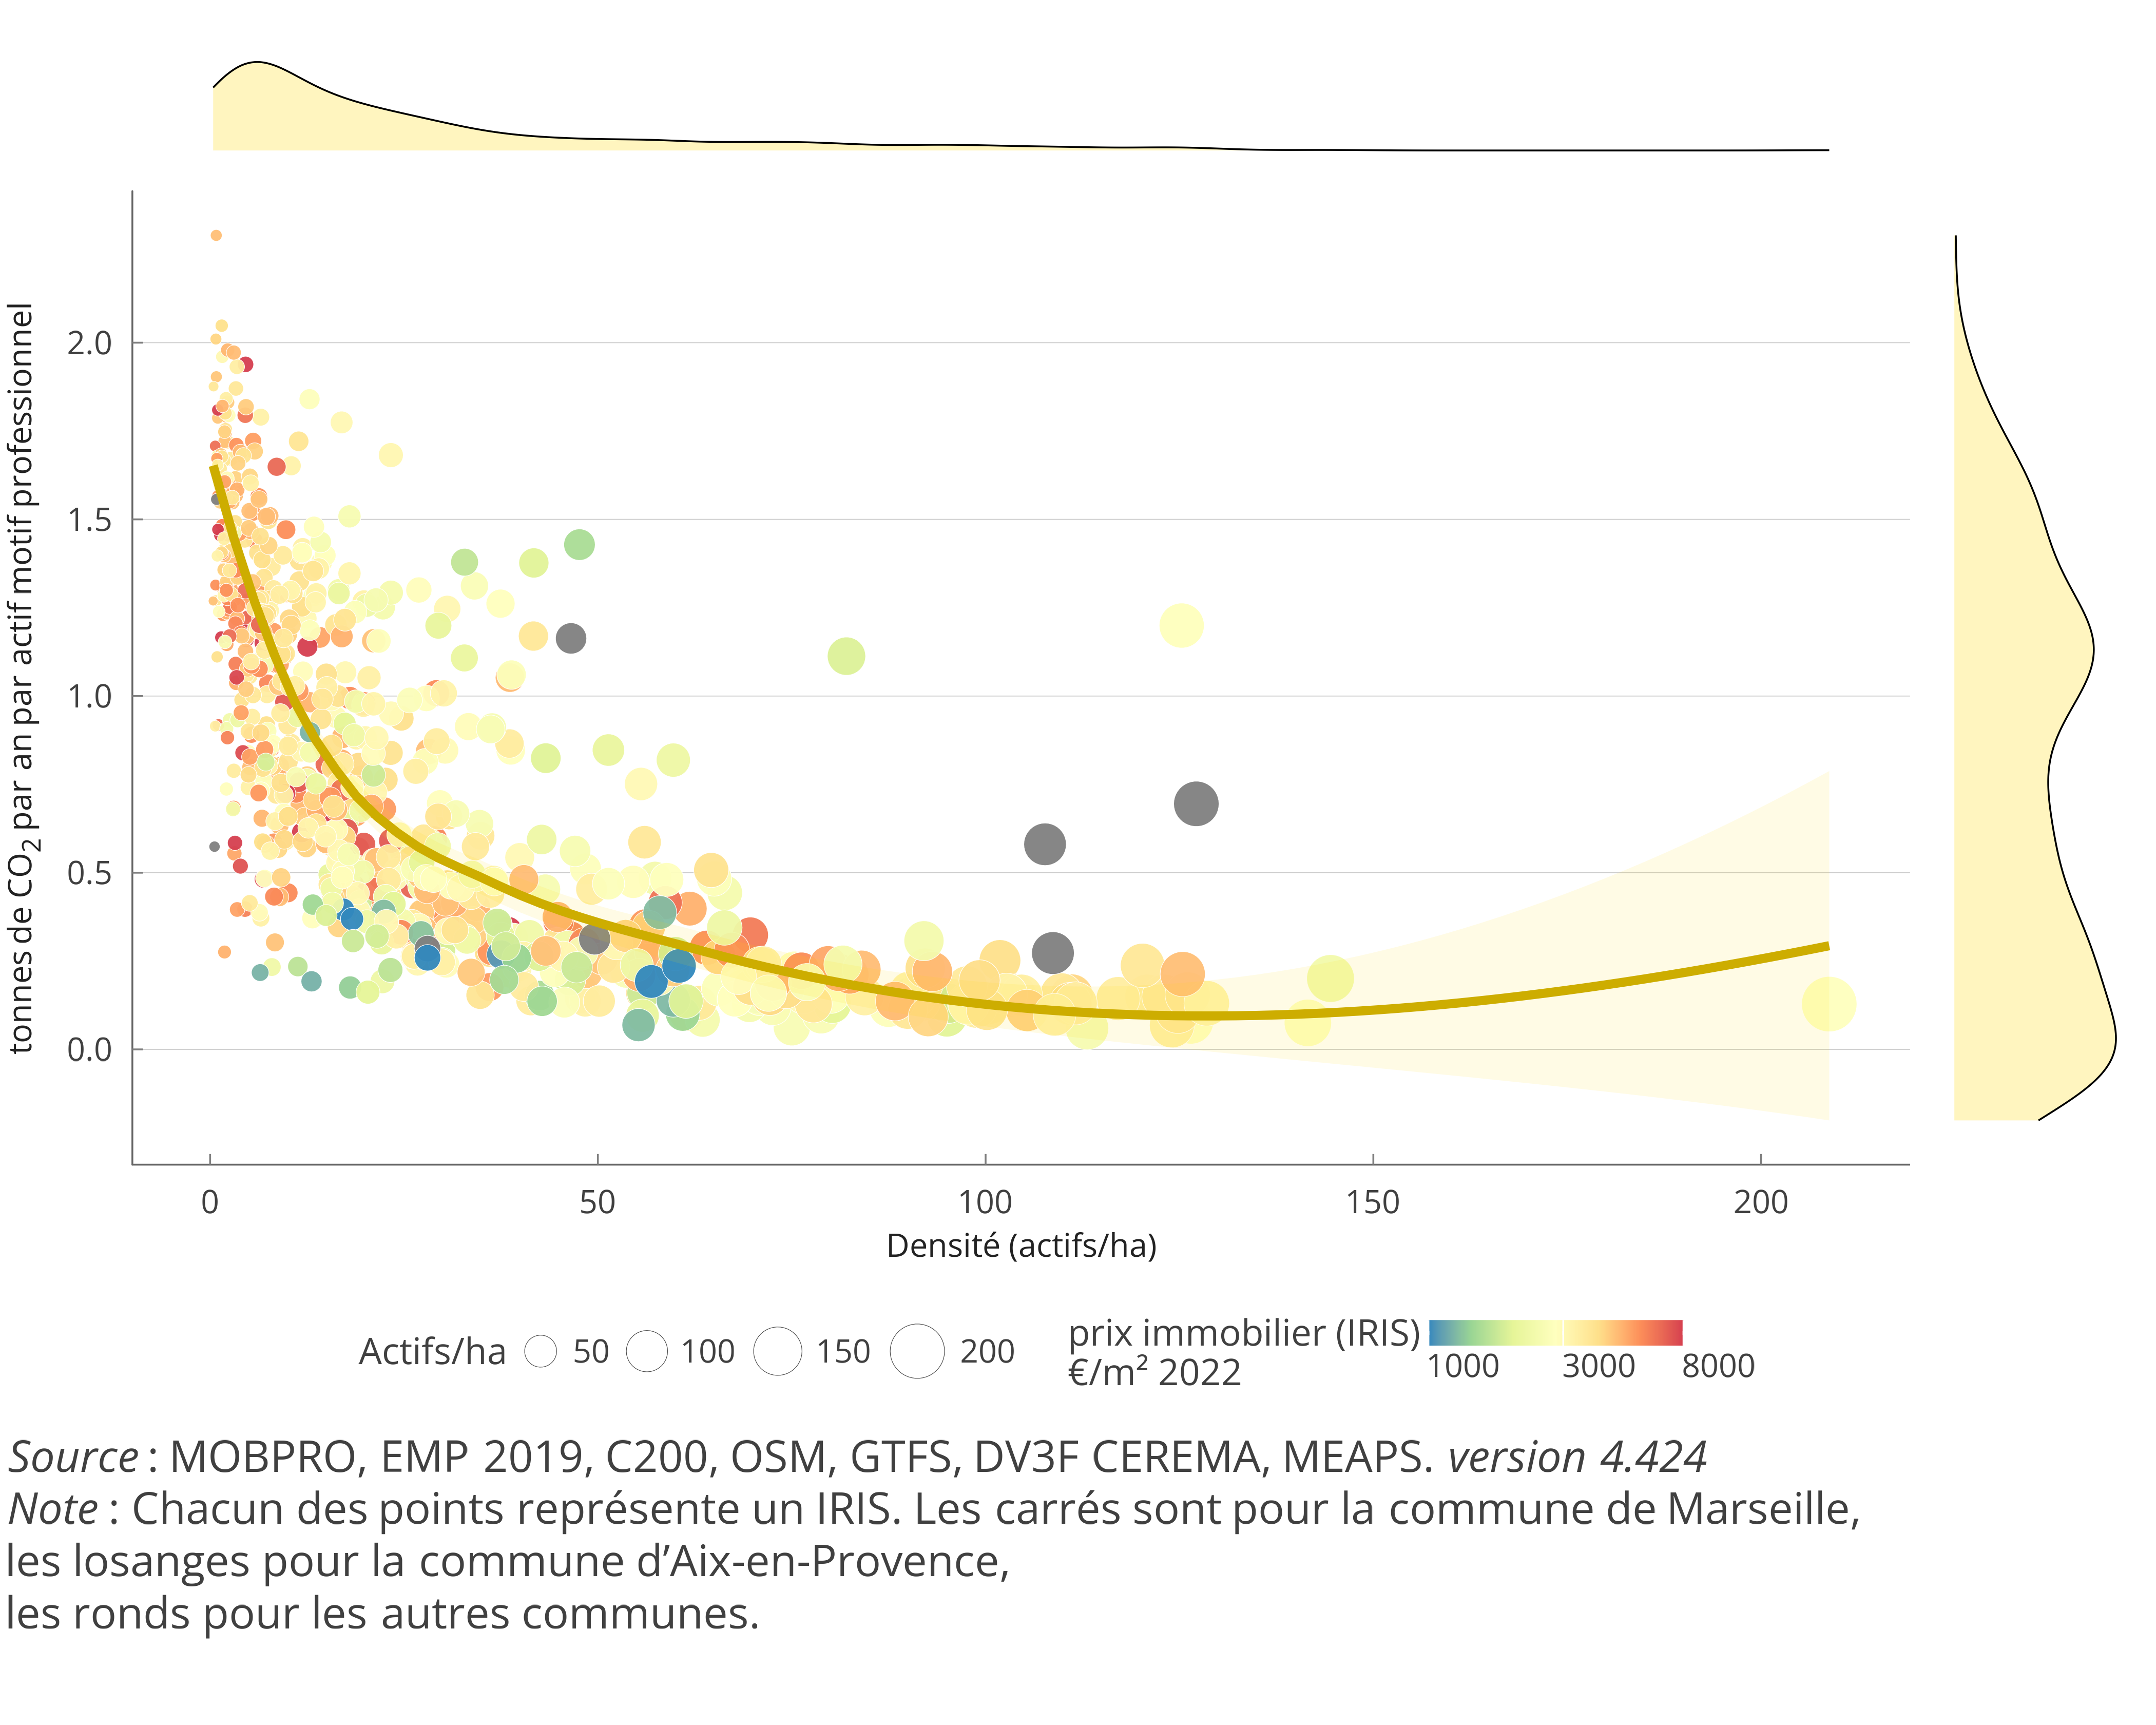 tonnes de CO2 par an par actif motif professionnel
2.0
1.5
1.0
0.5
0.0
0 50 100 150 200
Densité (actifs/ha)
Actifs/ha 50 100 150 200
prix immobilier (IRIS)
€/m² 2022
1000 3000 8000
Source : MOBPRO, EMP 2019, C200, OSM, GTFS, DV3F CEREMA, MEAPS. version 4.424
Note : Chacun des points représente un IRIS. Les carrés sont pour la commune de Marseille,
les losanges pour la commune d’Aix-en-Provence,
les ronds pour les autres communes.